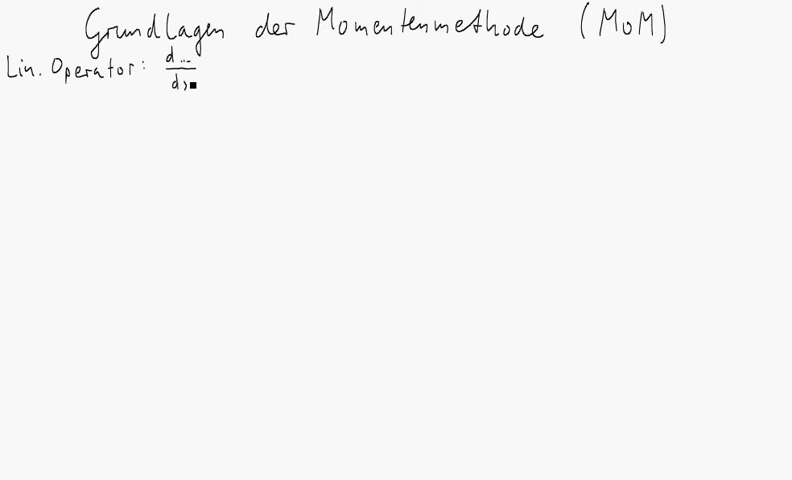 Grundlagen der Momentenmethode (MoM)
Lin. Operator: d... / d